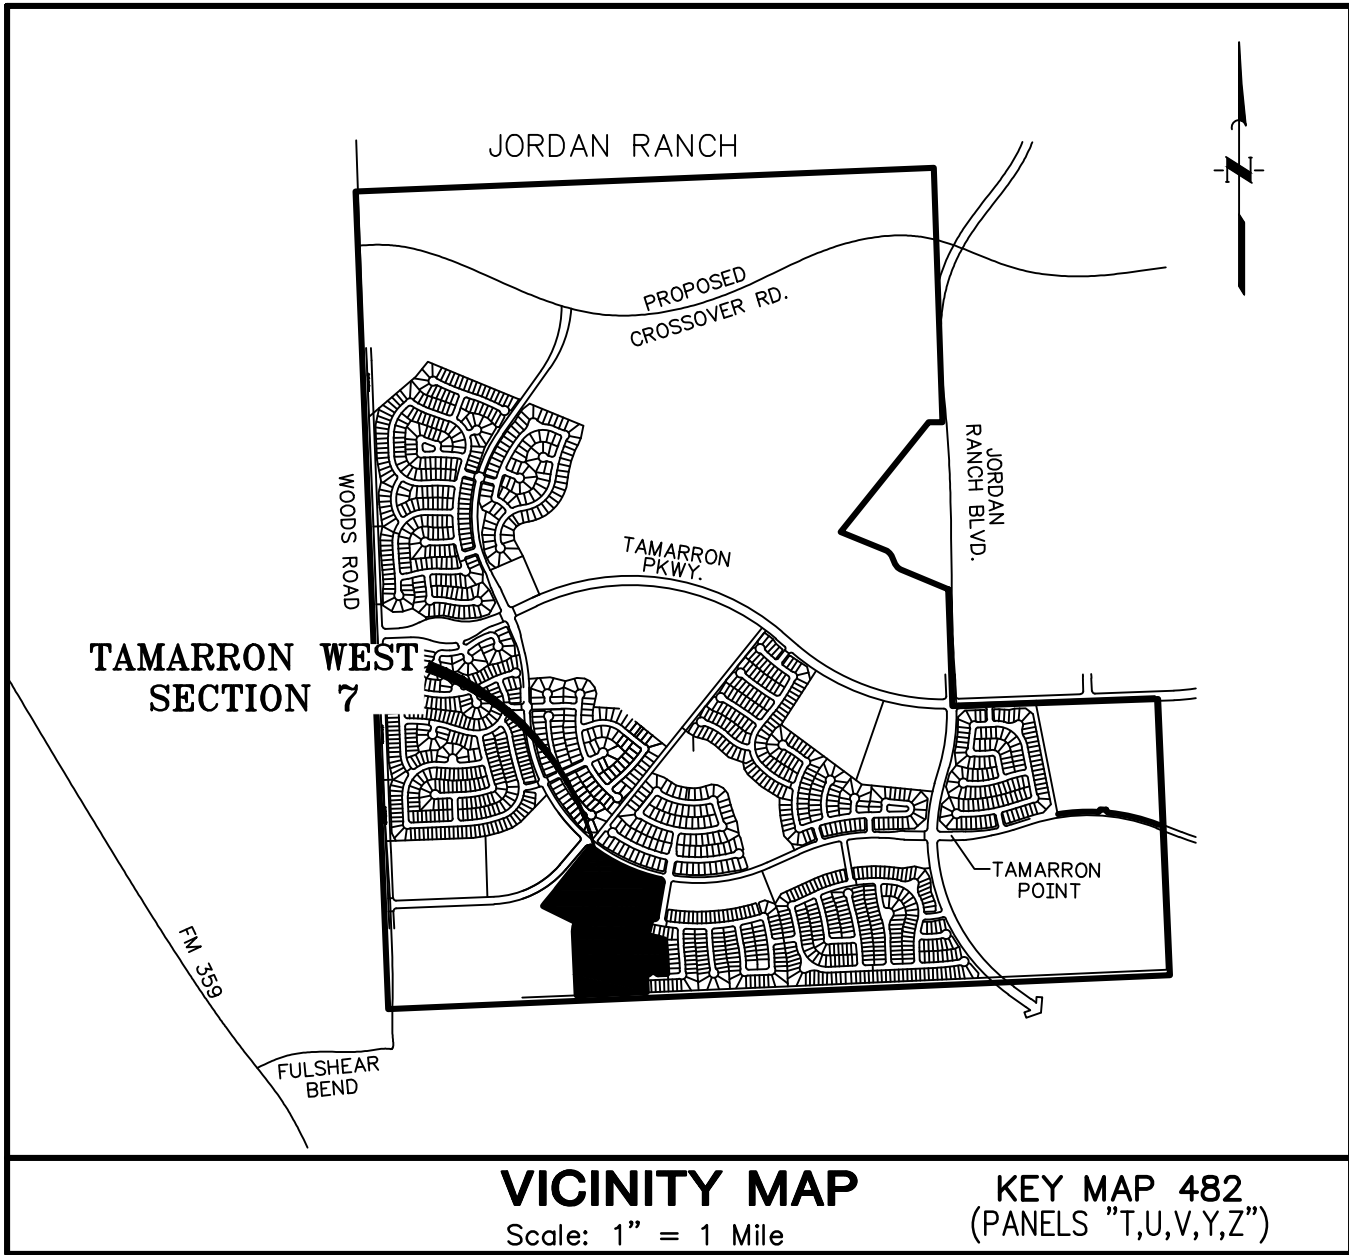 JORDAN RANCH
N
PROPOSED
CROSSOVER RD.
JORDAN
RANCH BLVD.
WOODS ROAD
TAMARRON
PKWY.
TAMARRON WEST
SECTION 7
TAMARRON
POINT
FM 359
FULSHEAR
BEND
VICINITY MAP
Scale: 1" = 1 Mile
KEY MAP 482
(PANELS "T,U,V,Y,Z")